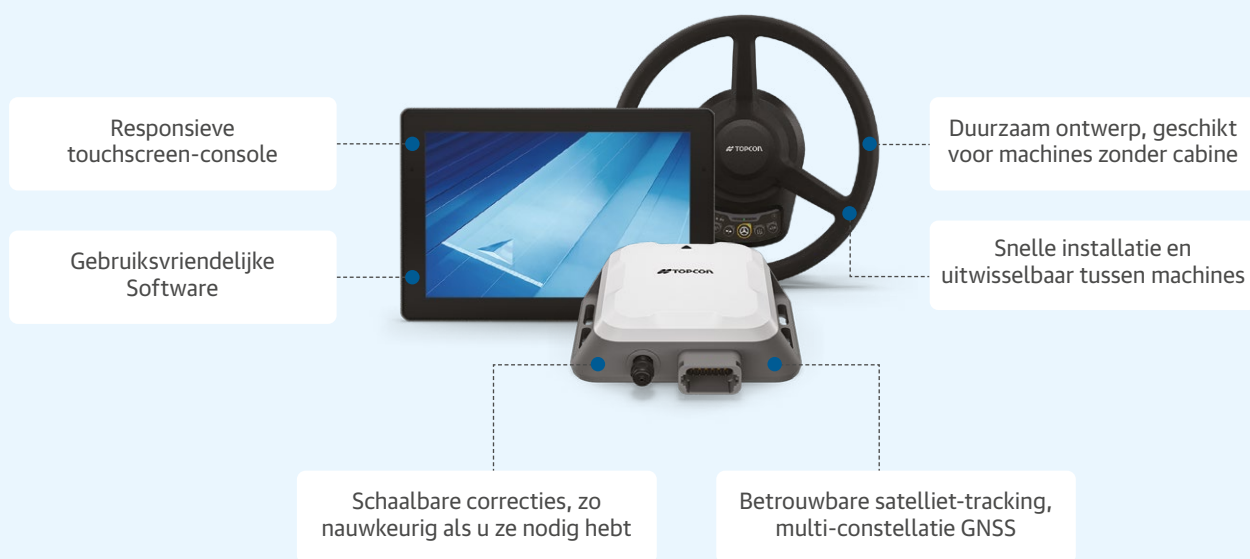 Responsieve
touchscreen-console
Gebruiksvriendelijke
Software
TOPCON
TOPCON
Duurzaam ontwerp, geschikt
voor machines zonder cabine
Snelle installatie en
uitwisselbaar tussen machines
Schaalbare correcties, zo
nauwkeurig als u ze nodig hebt
Betrouwbare satelliet-tracking,
multi-constellatie GNSS